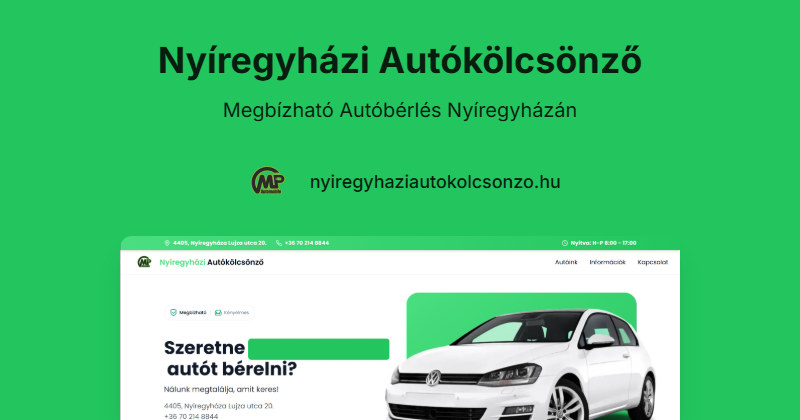 Nyíregyházi Autókölcsönző
Megbízható Autóbérlés Nyíregyházán
MP
nyiregyhaziautokolcsonzo.hu
4405, Nyíregyháza Lujza utca 20. +36 70 214 8844 Nyitva: H-P 8:00 - 17:00
MP Nyíregyházi Autókölcsönző Autóink Információk Kapcsolat
Megbízható Kényelmes
Szeretne
autót bérelni?
Nálunk megtalálja, amit keres!
4405, Nyíregyháza Lujza utca 20.
+36 70 214 8844